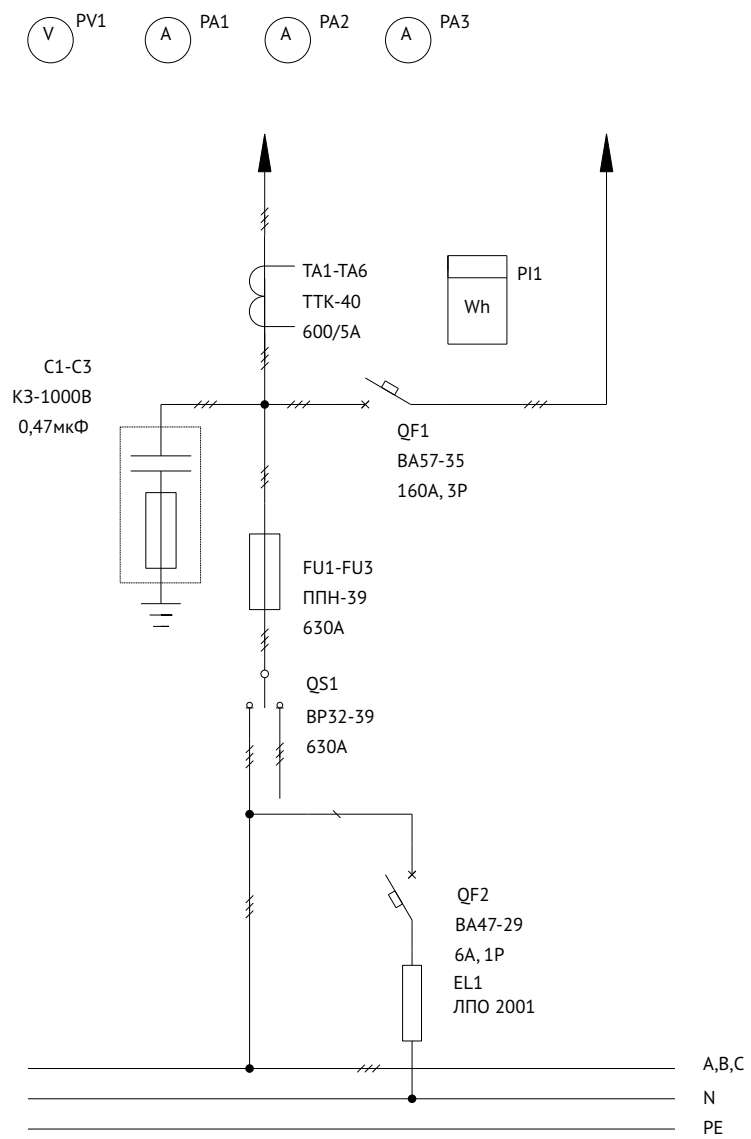 V PV1
A PA1
A PA2
A PA3
TA1-TA6
ТТК-40
600/5А
Wh
PI1
C1-C3
КЗ-1000В
0,47мкФ
QF1
ВА57-35
160А, 3Р
FU1-FU3
ППН-39
630А
QS1
ВР32-39
630А
QF2
ВА47-29
6А, 1Р
EL1
ЛПО 2001
A,B,C
N
PE